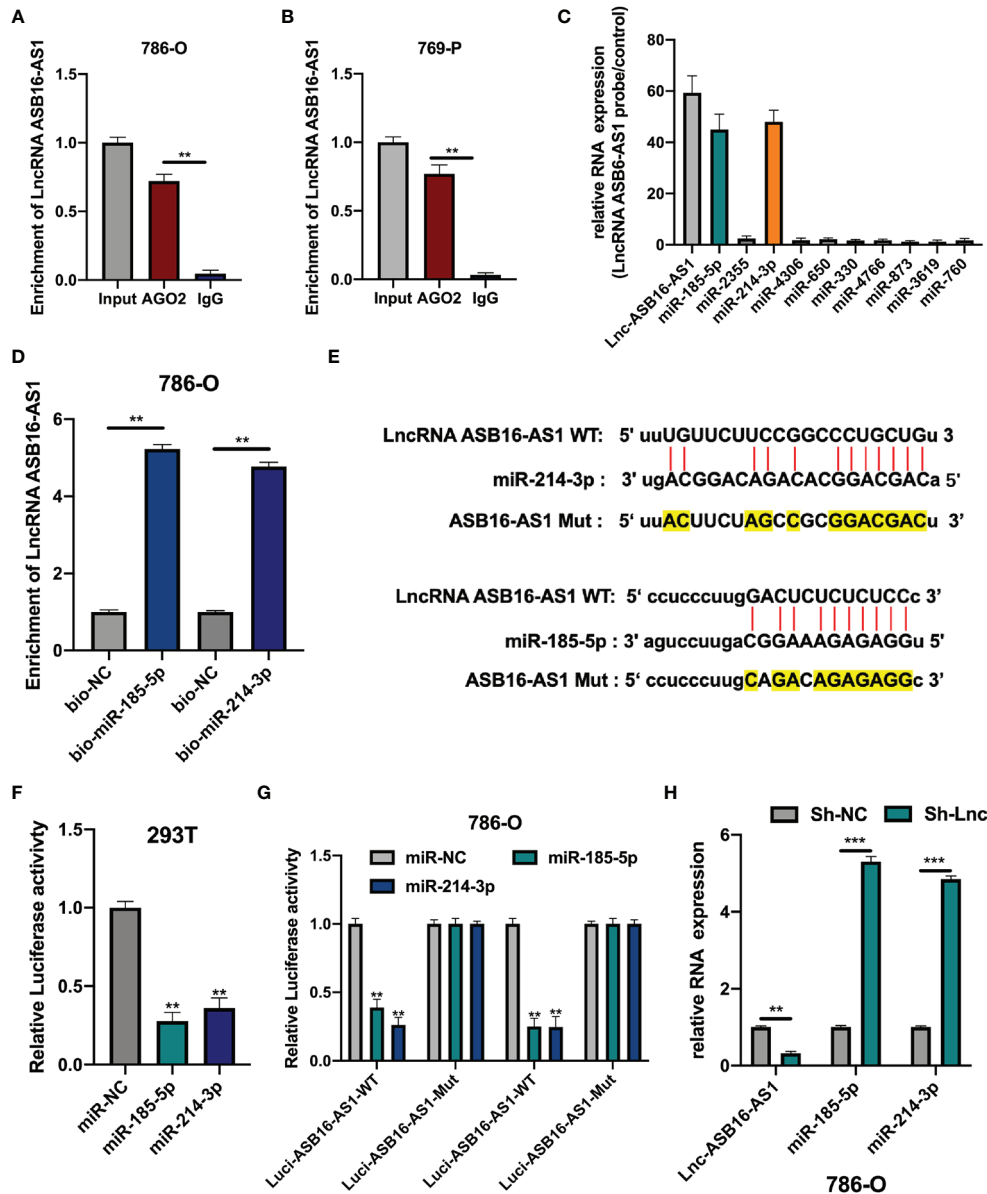 A
786-O
Enrichment of LncRNA ASB16-AS1
1.5
1.0
0.5
0.0
**
Input
AGO2
IgG
B
769-P
Enrichment of LncRNA ASB16-AS1
1.5
1.0
0.5
0.0
**
Input
AGO2
IgG
C
relative RNA expression
(LncRNA ASB6-AS1 probe/control)
80
60
40
20
0
Lnc-ASB16-AS1
miR-185-5p
miR-2355
miR-214-3p
miR-4306
miR-650
miR-330
miR-4766
miR-873
miR-3619
miR-760
D
786-O
Enrichment of LncRNA ASB16-AS1
6
4
2
0
**
**
bio-NC
bio-miR-185-5p
bio-NC
bio-miR-214-3p
E
LncRNA ASB16-AS1 WT: 5' uuUGUUCUUCCGGCCCUGCUGu 3
miR-214-3p : 3' ugACGGACAGACACGGACGACa 5'
ASB16-AS1 Mut : 5‘ uuACUUCUAGCCGCGGACGACu 3’
LncRNA ASB16-AS1 WT: 5‘ ccucccuugGACUCUCUCUCCc 3’
miR-185-5p : 3‘ aguccuugaCGGAAAGAGAGGu 5'
ASB16-AS1 Mut : 5‘ ccucccuugCAGACAGAGAGGc 3’
F
293T
Relative Luciferase activivty
1.5
1.0
0.5
0.0
**
**
miR-NC
miR-185-5p
miR-214-3p
G
786-O
miR-NC
miR-185-5p
miR-214-3p
Relative Luciferase activivty
1.5
1.0
0.5
0.0
**
**
**
**
Luci-ASB16-AS1-WT
Luci-ASB16-AS1-Mut
Luci-ASB16-AS1-WT
Luci-ASB16-AS1-Mut
H
Sh-NC
Sh-Lnc
relative RNA expression
6
4
2
0
**
***
***
Lnc-ASB16-AS1
miR-185-5p
miR-214-3p
786-O